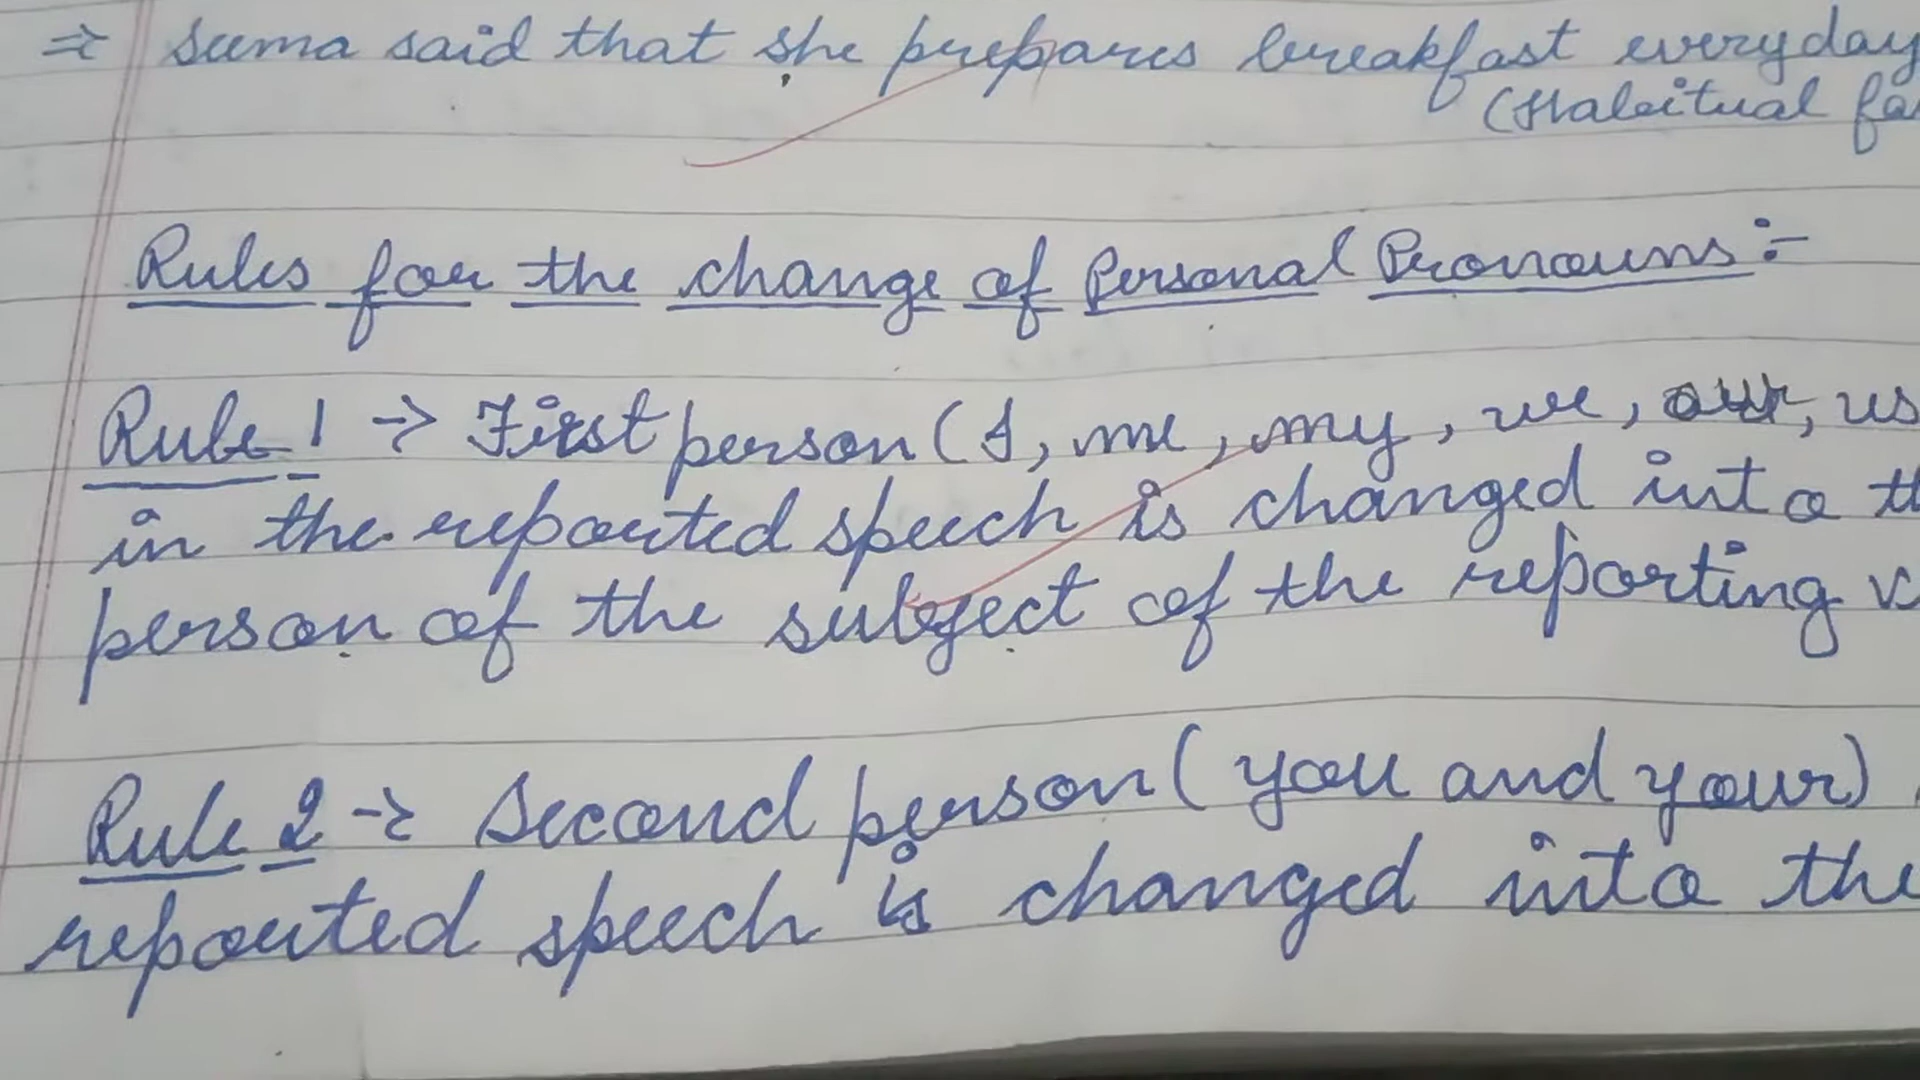 ⇒ Suma said that she prepares breakfast everyday
(Habitual fa
Rules for the change of Personal Pronouns :-
Rule 1 → First person (I, me, my, we, our, us
in the reported speech is changed into th
person of the subject of the reporting v
Rule 2 → Second person (you and your)
reported speech is changed into the